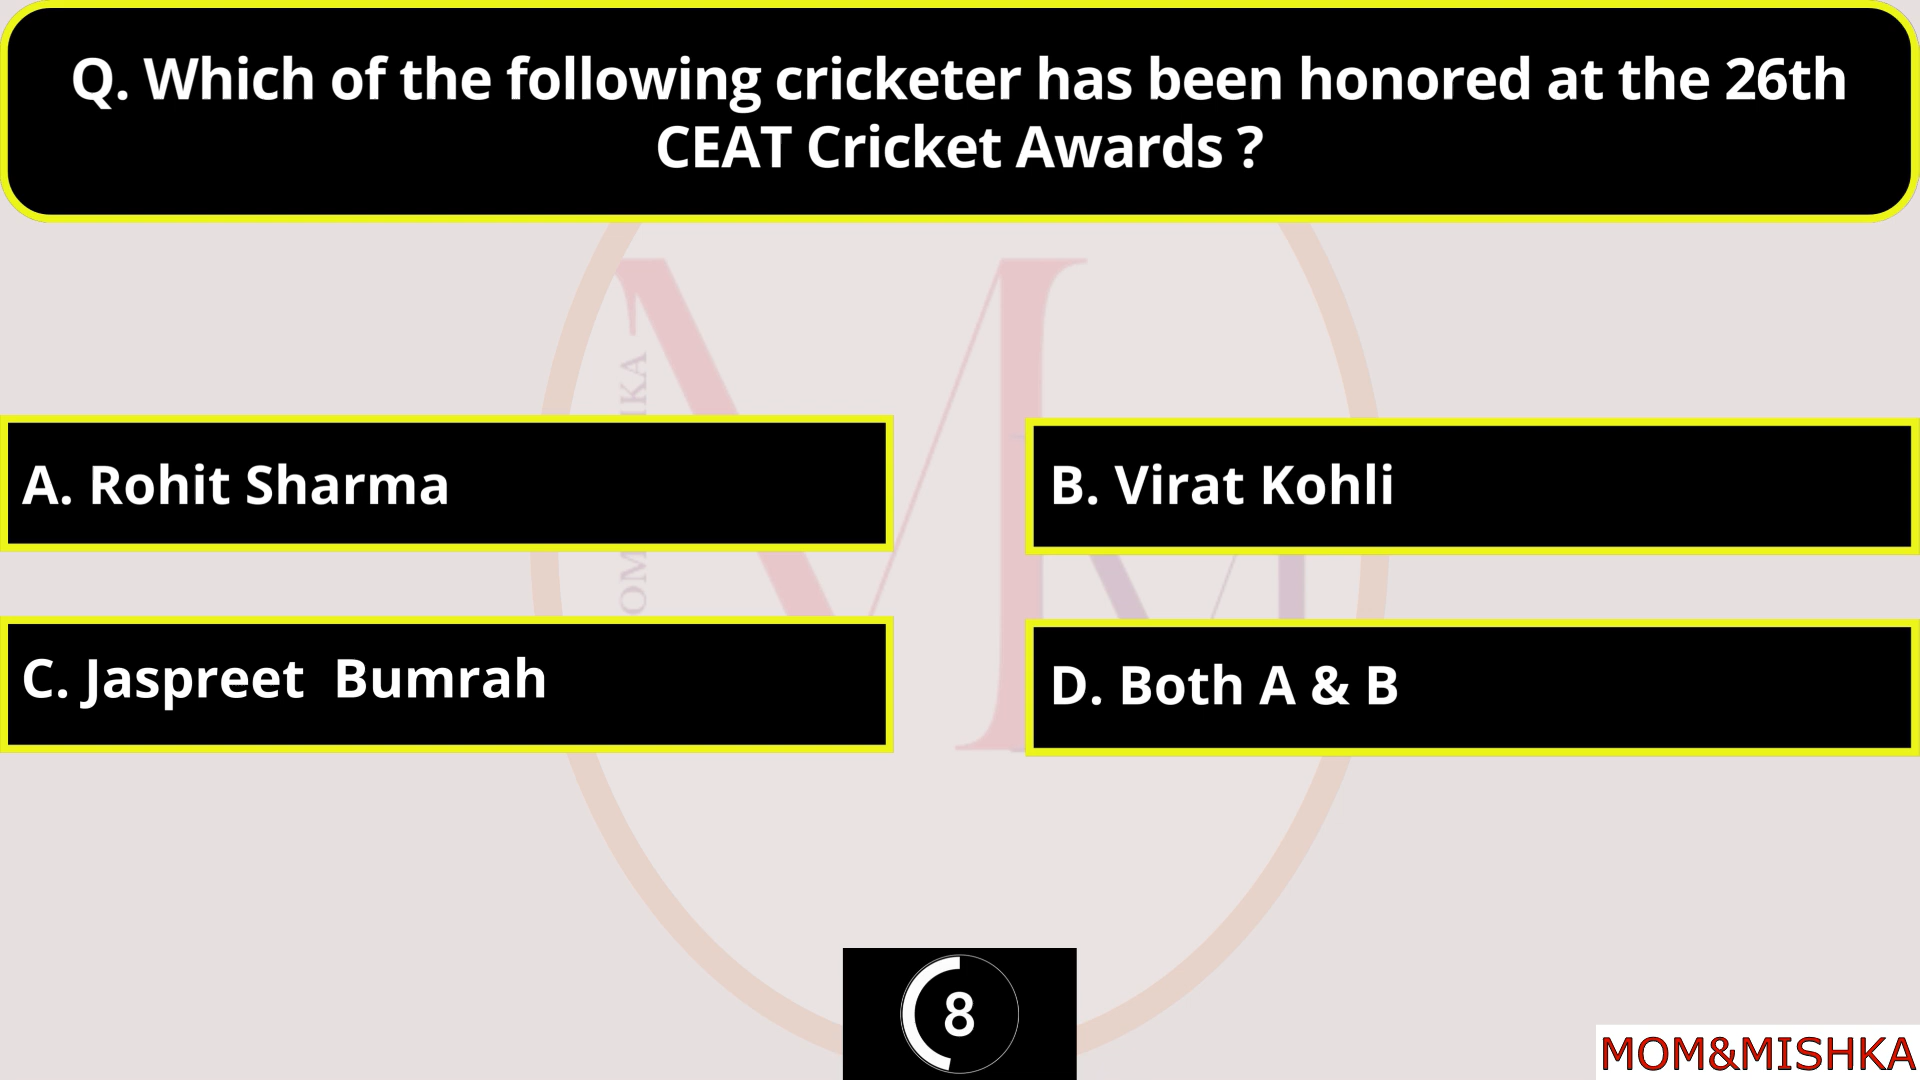 Q. Which of the following cricketer has been honored at the 26th
CEAT Cricket Awards ?
A. Rohit Sharma
B. Virat Kohli
C. Jaspreet  Bumrah
D. Both A & B
8
MOM&MISHKA